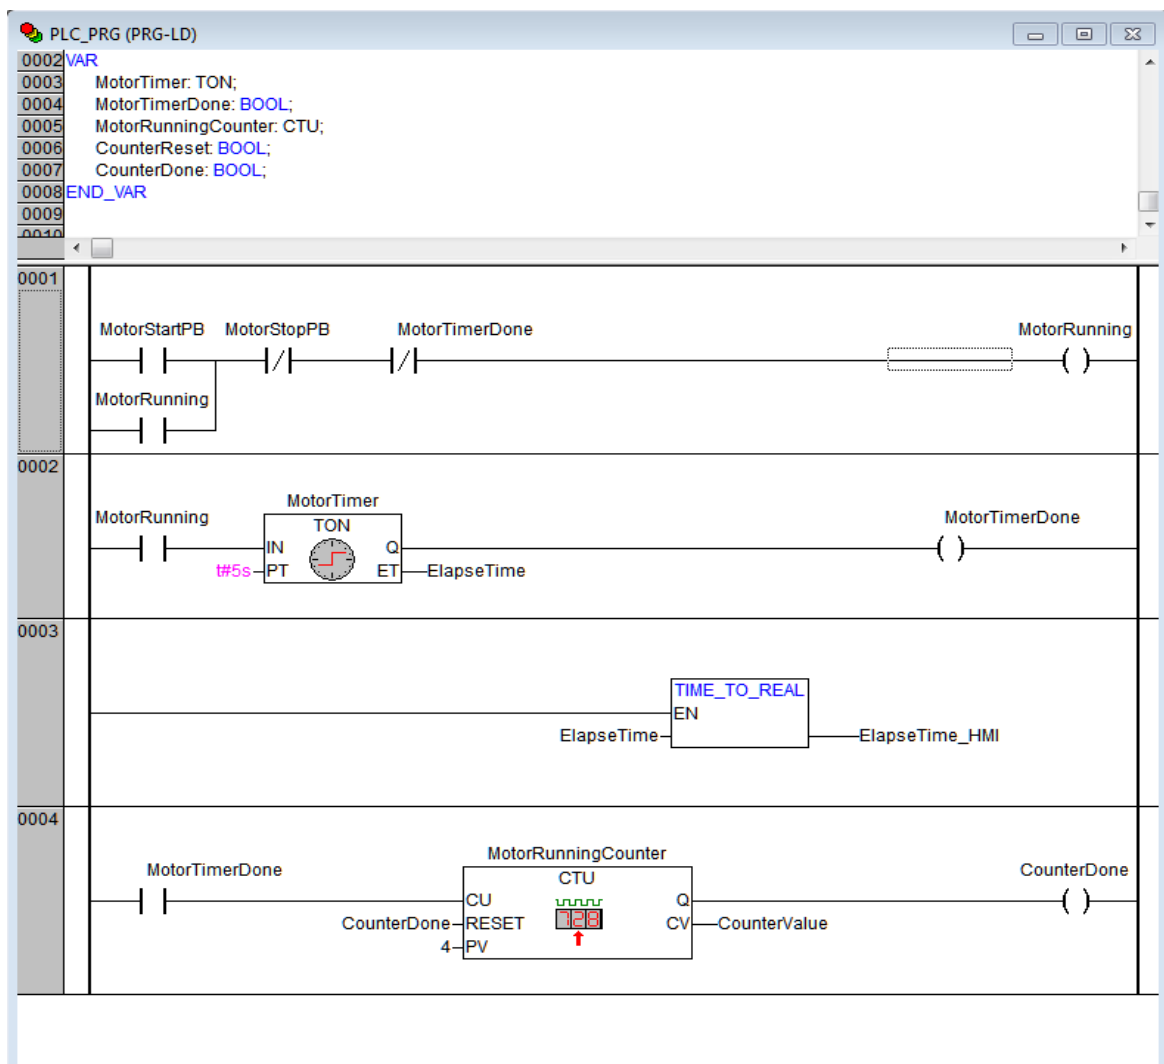 PLC_PRG (PRG-LD)
0002 VAR
0003 MotorTimer: TON;
0004 MotorTimerDone: BOOL;
0005 MotorRunningCounter: CTU;
0006 CounterReset: BOOL;
0007 CounterDone: BOOL;
0008 END_VAR
0009
0010
0001
MotorStartPB MotorStopPB MotorTimerDone MotorRunning
MotorRunning
0002
MotorTimer
MotorRunning TON MotorTimerDone
IN Q
t#5s PT ET ElapseTime
0003
TIME_TO_REAL
EN
ElapseTime ElapseTime_HMI
0004
MotorRunningCounter
MotorTimerDone CTU CounterDone
CU Q
CounterDone RESET 728 CV CounterValue
4 PV